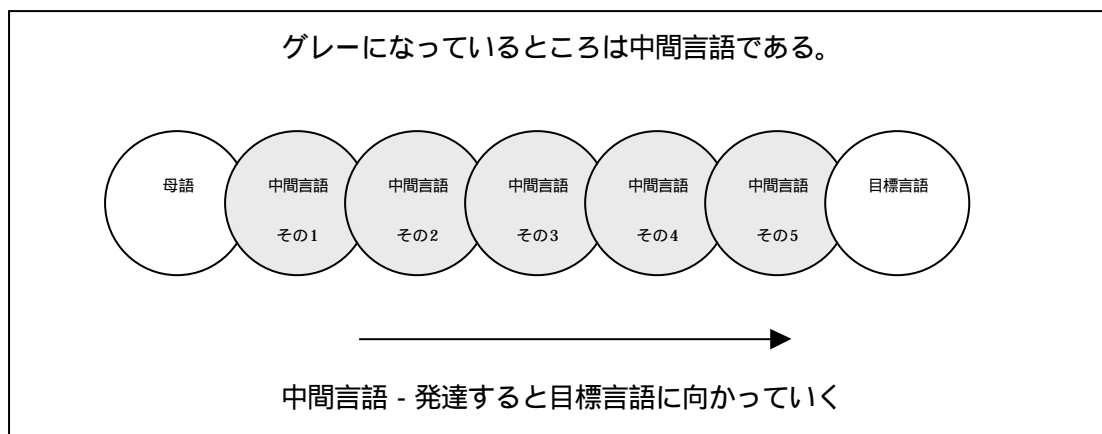 グレーになっているところは中間言語である。
母語 中間言語 中間言語 中間言語 中間言語 中間言語 目標言語
その1 その2 その3 その4 その5
中間言語 - 発達すると目標言語に向かっていく